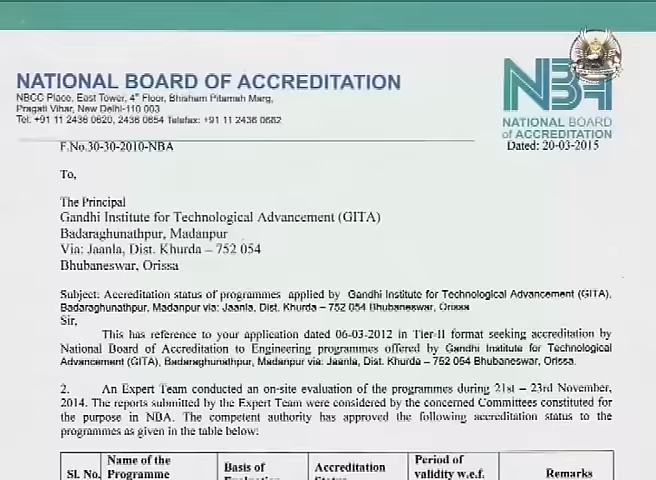 NATIONAL BOARD OF ACCREDITATION
NBCC Place, East Tower, 4th Floor, Bhisham Pitamah Marg,
Pragati Vihar, New Delhi-110 003
Tel: +91 11 2436 0620, 2436 0654 Telefax: +91 11 2436 0682
NBA
NATIONAL BOARD
of ACCREDITATION
F.No.30-30-2010-NBA
Dated: 20-03-2015
To,
The Principal
Gandhi Institute for Technological Advancement (GITA)
Badaraghunathpur, Madanpur
Via: Jaanla, Dist. Khurda – 752 054
Bhubaneswar, Orissa
Subject: Accreditation status of programmes applied by Gandhi Institute for Technological Advancement (GITA),
Badaraghunathpur, Madanpur via: Jaanla, Dist. Khurda – 752 054 Bhubaneswar, Orissa
Sir,
This has reference to your application dated 06-03-2012 in Tier-II format seeking accreditation by
National Board of Accreditation to Engineering programmes offered by Gandhi Institute for Technological
Advancement (GITA), Badaraghunathpur, Madanpur via: Jaanla, Dist. Khurda – 752 054 Bhubaneswar, Orissa.
2. An Expert Team conducted an on-site evaluation of the programmes during 21st – 23rd November,
2014. The reports submitted by the Expert Team were considered by the concerned Committees constituted for
the purpose in NBA. The competent authority has approved the following accreditation status to the
programmes as given in the table below:
Name of the Basis of Accreditation Period of
Sl. No. Programme validity w.e.f. Remarks